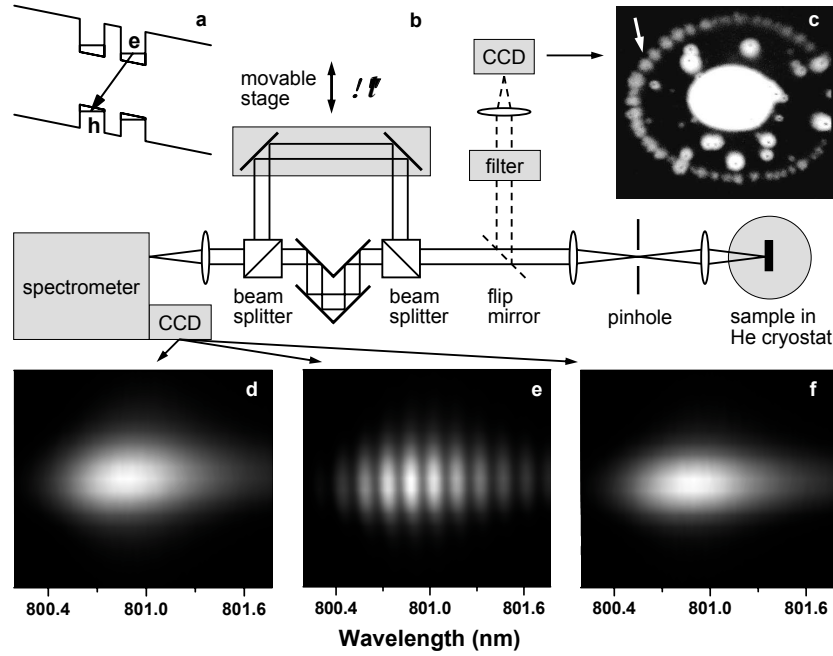 a
e
h
b
movable
stage
CCD
filter
c
spectrometer
CCD
beam
splitter
beam
splitter
flip
mirror
pinhole
sample in
He cryostat
d
e
f
800.4 801.0 801.6
800.4 801.0 801.6
800.4 801.0 801.6
Wavelength (nm)